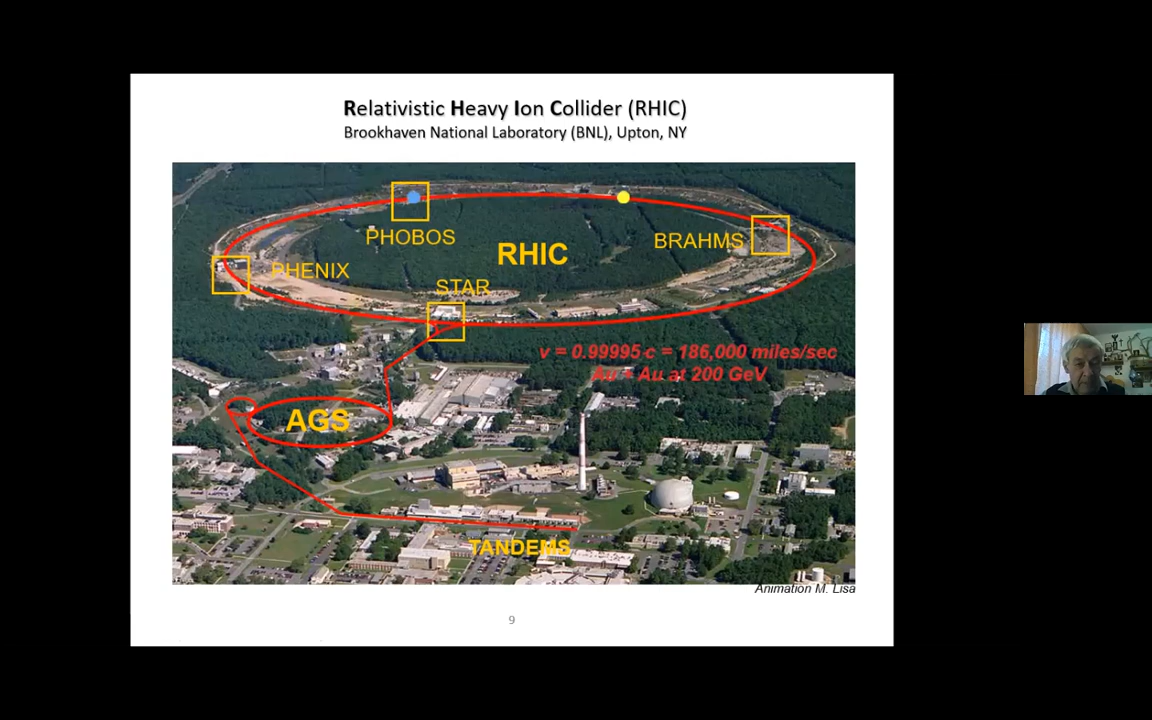 Relativistic Heavy Ion Collider (RHIC)
Brookhaven National Laboratory (BNL), Upton, NY
PHOBOS
RHIC
BRAHMS
PHENIX
STAR
v = 0.99995·c = 186,000 miles/sec
Au + Au at 200 GeV
AGS
TANDEMS
Animation M. Lisa
9